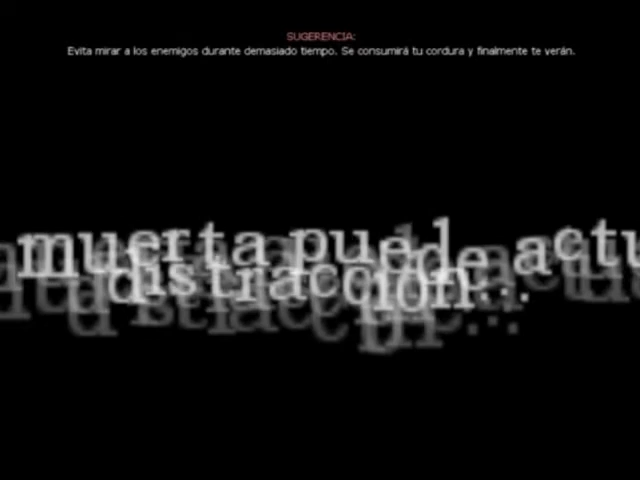 SUGERENCIA:
Evita mirar a los enemigos durante demasiado tiempo. Se consumirá tu cordura y finalmente te verán.
muerta puede actu
distracción...